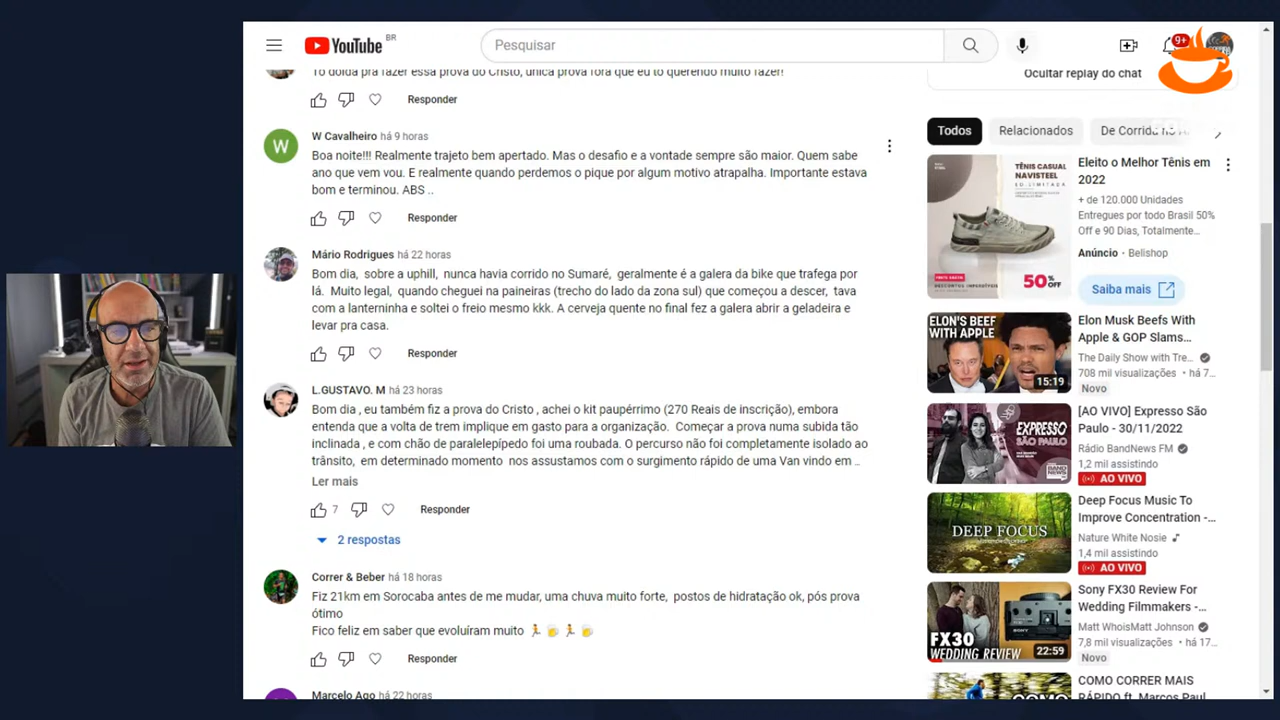 YouTube BR
Pesquisar
9+
Tô doida pra fazer essa prova do Cristo, única prova fora que eu to querendo muito fazer!
Responder
W
W Cavalheiro há 9 horas
Boa noite!!! Realmente trajeto bem apertado. Mas o desafio e a vontade sempre são maior. Quem sabe
ano que vem vou. E realmente quando perdemos o pique por algum motivo atrapalha. Importante estava
bom e terminou. ABS ..
Responder
Mário Rodrigues há 22 horas
Bom dia, sobre a uphill, nunca havia corrido no Sumaré, geralmente é a galera da bike que trafega por
lá. Muito legal, quando cheguei na paineiras (trecho do lado da zona sul) que começou a descer, tava
com a lanterninha e soltei o freio mesmo kkk. A cerveja quente no final fez a galera abrir a geladeira e
levar pra casa.
Responder
L.GUSTAVO. M há 23 horas
Bom dia , eu também fiz a prova do Cristo , achei o kit paupérrimo (270 Reais de inscrição), embora
entenda que a volta de trem implique em gasto para a organização. Começar a prova numa subida tão
inclinada , e com chão de paralelepípedo foi uma roubada. O percurso não foi completamente isolado ao
trânsito, em determinado momento nos assustamos com o surgimento rápido de uma Van vindo em ..
Ler mais
7
Responder
2 respostas
Correr & Beber há 18 horas
Fiz 21km em Sorocaba antes de me mudar, uma chuva muito forte, postos de hidratação ok, pós prova
ótimo
Fico feliz em saber que evoluíram muito 🏃🍺🏃🍺
Responder
Marcelo Ago há 22 horas
Ocultar replay do chat
Todos
Relacionados
De Corrida no
TÊNIS CASUAL
NAVISTEEL
ED LIMITADA
50%
OFF
Eleito o Melhor Tênis em
2022
+ de 120.000 Unidades
Entregues por todo Brasil 50%
Off e 90 Dias, Totalmente...
Anúncio · Belishop
Saiba mais
ELON'S BEEF
WITH APPLE
15:19
Elon Musk Beefs With
Apple & GOP Slams...
The Daily Show with Tre...
708 mil visualizações • há 7...
Novo
EXPRESSO
SÃO PAULO
[AO VIVO] Expresso São
Paulo - 30/11/2022
Rádio BandNews FM
1,2 mil assistindo
AO VIVO
DEEP FOCUS
Deep Focus Music To
Improve Concentration -...
Nature White Nosie
1,4 mil assistindo
AO VIVO
FX30
WEDDING REVIEW
22:59
Sony FX30 Review For
Wedding Filmmakers -...
Matt WhoisMatt Johnson
7,8 mil visualizações • há 17...
Novo
COMO CORRER MAIS
RÁPIDO ft. Marcos Paul